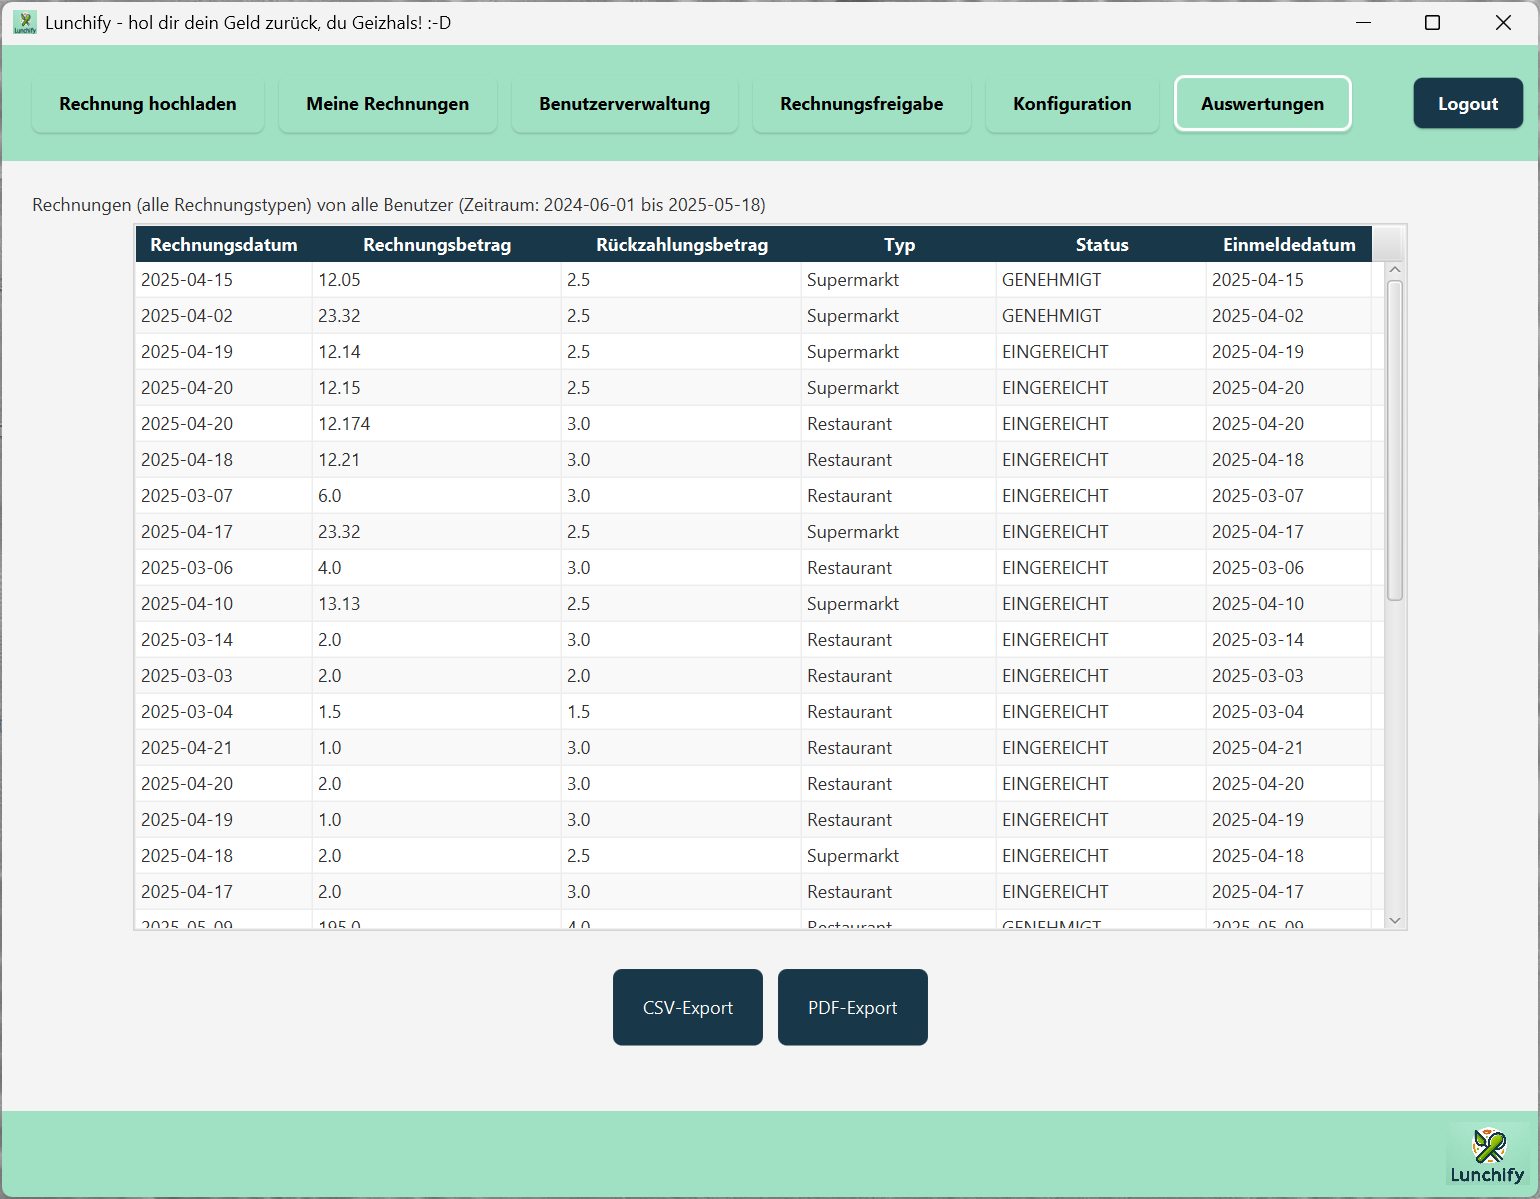 Lunchify - hol dir dein Geld zurück, du Geizhals! :-D
Rechnung hochladen Meine Rechnungen Benutzerverwaltung Rechnungsfreigabe Konfiguration Auswertungen Logout
Rechnungen (alle Rechnungstypen) von alle Benutzer (Zeitraum: 2024-06-01 bis 2025-05-18)
Rechnungsdatum Rechnungsbetrag Rückzahlungsbetrag Typ Status Einmeldedatum
2025-04-15 12.05 2.5 Supermarkt GENEHMIGT 2025-04-15
2025-04-02 23.32 2.5 Supermarkt GENEHMIGT 2025-04-02
2025-04-19 12.14 2.5 Supermarkt EINGEREICHT 2025-04-19
2025-04-20 12.15 2.5 Supermarkt EINGEREICHT 2025-04-20
2025-04-20 12.174 3.0 Restaurant EINGEREICHT 2025-04-20
2025-04-18 12.21 3.0 Restaurant EINGEREICHT 2025-04-18
2025-03-07 6.0 3.0 Restaurant EINGEREICHT 2025-03-07
2025-04-17 23.32 2.5 Supermarkt EINGEREICHT 2025-04-17
2025-03-06 4.0 3.0 Restaurant EINGEREICHT 2025-03-06
2025-04-10 13.13 2.5 Supermarkt EINGEREICHT 2025-04-10
2025-03-14 2.0 3.0 Restaurant EINGEREICHT 2025-03-14
2025-03-03 2.0 2.0 Restaurant EINGEREICHT 2025-03-03
2025-03-04 1.5 1.5 Restaurant EINGEREICHT 2025-03-04
2025-04-21 1.0 3.0 Restaurant EINGEREICHT 2025-04-21
2025-04-20 2.0 3.0 Restaurant EINGEREICHT 2025-04-20
2025-04-19 1.0 3.0 Restaurant EINGEREICHT 2025-04-19
2025-04-18 2.0 2.5 Supermarkt EINGEREICHT 2025-04-18
2025-04-17 2.0 3.0 Restaurant EINGEREICHT 2025-04-17
2025-05-09 195.0 4.0 Restaurant GENEHMIGT 2025-05-09
CSV-Export PDF-Export
Lunchify